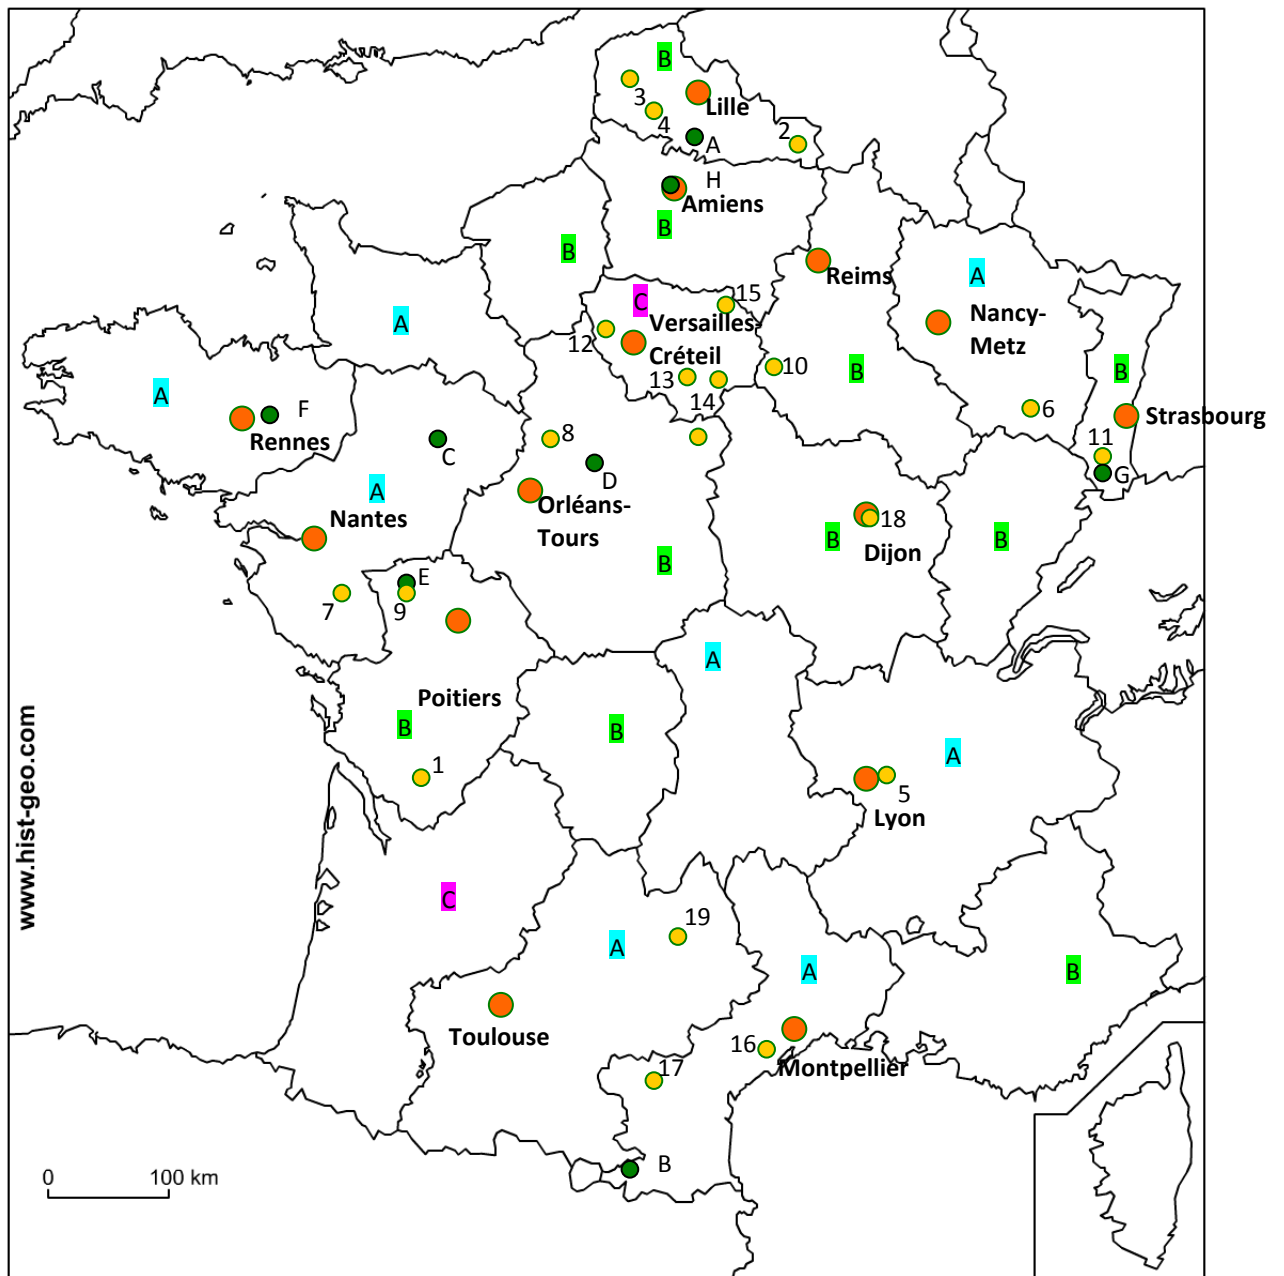 B
3
Lille
4
2
A
H
Amiens
B
B
Reims
A
C
15
Nancy-
Metz
A
Versailles-
12
Créteil
B
B
10
13
14
A
6
Strasbourg
F
Rennes
8
11
C
D
G
A
Orléans-
Tours
Nantes
18
B
Dijon
B
B
E
7
9
A
Poitiers
B
B
A
1
5
Lyon
www.hist-geo.com
C
19
A
A
B
Toulouse
16
Montpellier
17
B
0 100 km